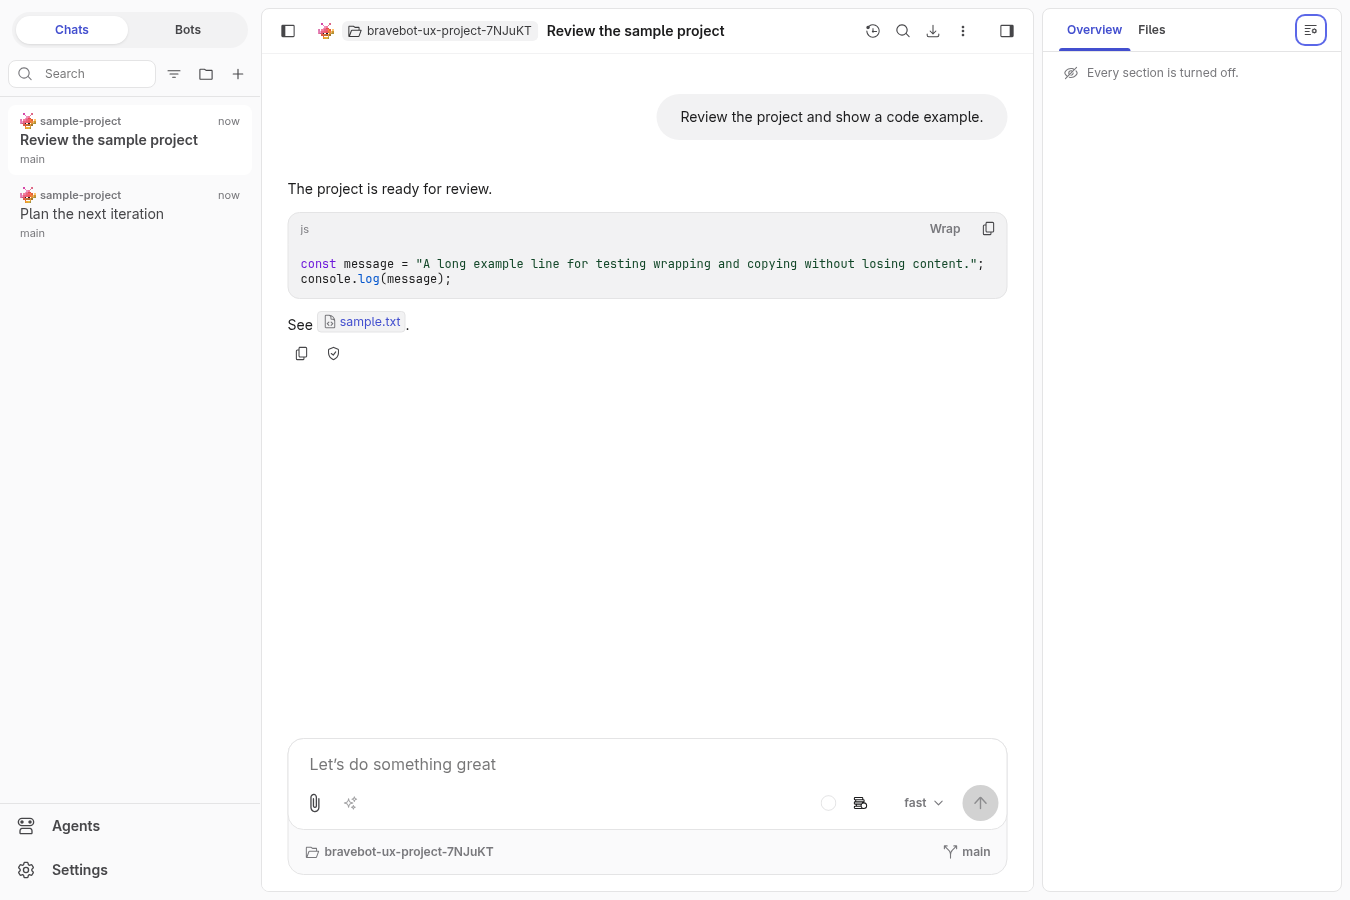 Chats
Bots
Search
sample-project
now
Review the sample project
main
sample-project
now
Plan the next iteration
main
Agents
Settings
bravebot-ux-project-7NJuKT
Review the sample project
Review the project and show a code example.
The project is ready for review.
js
Wrap
const message = "A long example line for testing wrapping and copying without losing content.";
console.log(message);
See sample.txt.
Let’s do something great
fast
bravebot-ux-project-7NJuKT
main
Overview
Files
Every section is turned off.